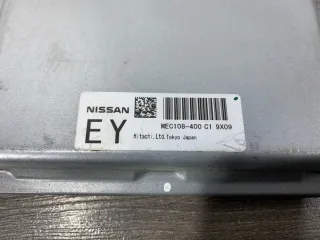 NISSAN
MEC108-400 C1 9X09
EY
Hitachi,Ltd.Tokyo Japan